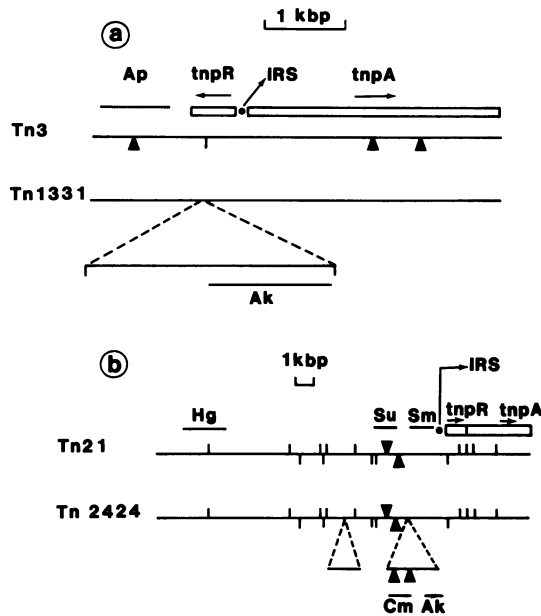 1 kbp
a
Ap
tnpR
IRS
tnpA
Tn3
Tn1331
Ak
b
1kbp
IRS
Hg
Su
Sm
tnpR
tnpA
Tn21
Tn 2424
Cm
Ak